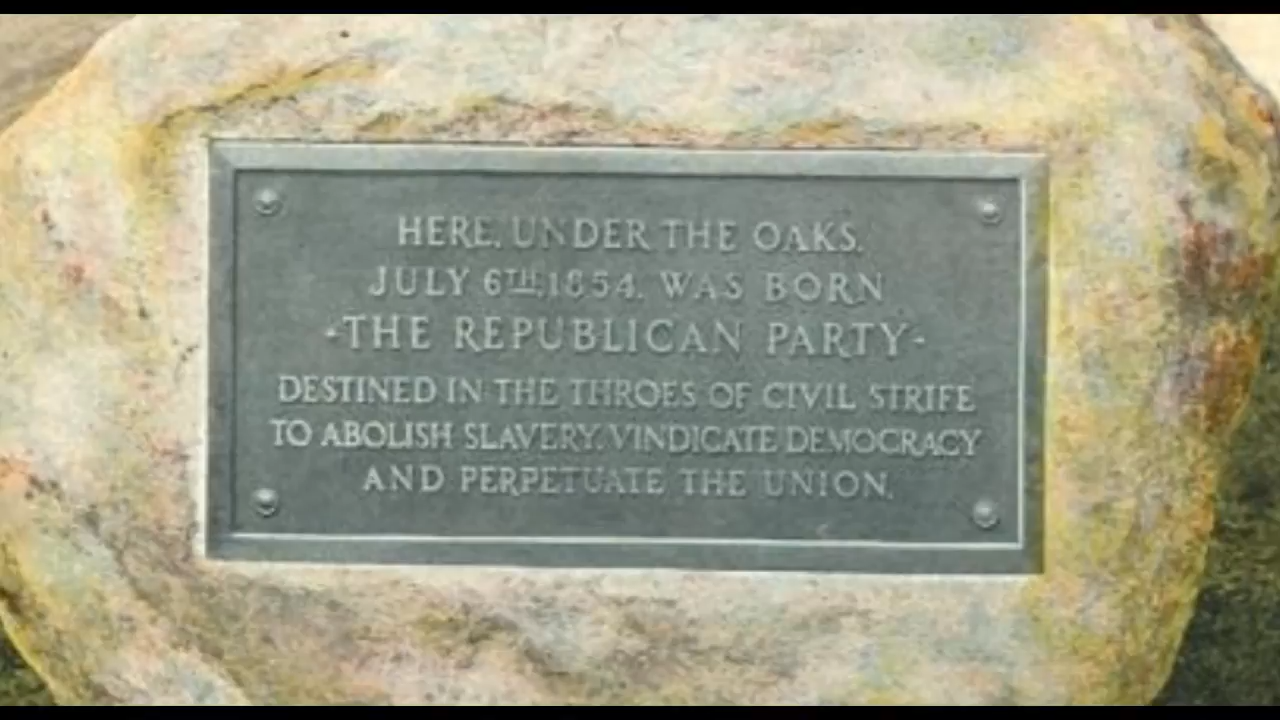 HERE, UNDER THE OAKS,
JULY 6TH, 1854, WAS BORN
-THE REPUBLICAN PARTY-
DESTINED IN THE THROES OF CIVIL STRIFE
TO ABOLISH SLAVERY, VINDICATE DEMOCRACY
AND PERPETUATE THE UNION.